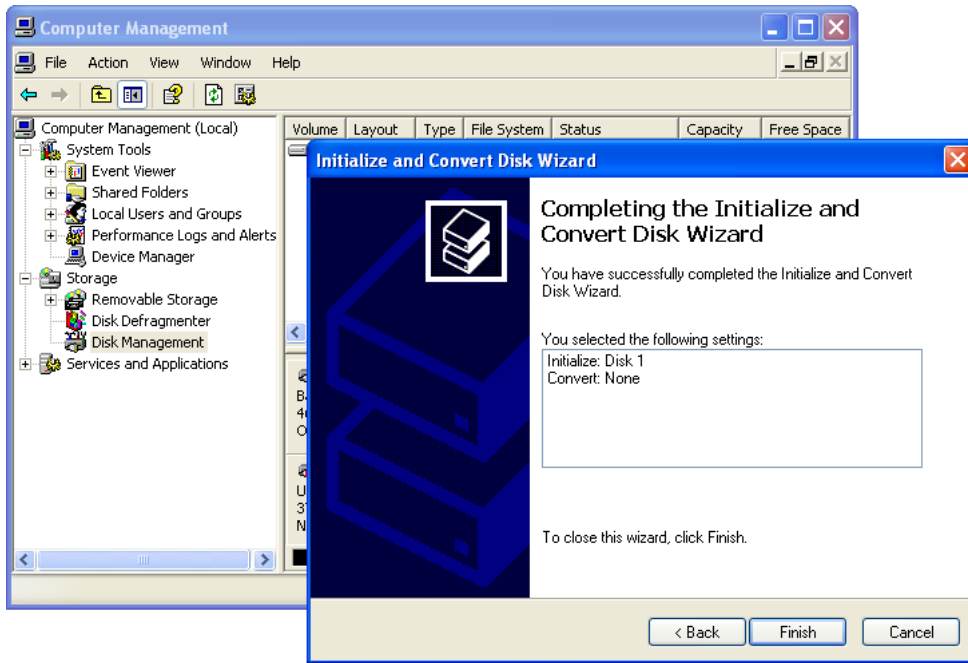 Computer Management
File Action View Window Help
Computer Management (Local)
System Tools
Event Viewer
Shared Folders
Local Users and Groups
Performance Logs and Alerts
Device Manager
Storage
Removable Storage
Disk Defragmenter
Disk Management
Services and Applications
Volume Layout Type File System Status Capacity Free Space
Initialize and Convert Disk Wizard
Completing the Initialize and
Convert Disk Wizard
You have successfully completed the Initialize and Convert
Disk Wizard.
You selected the following settings:
Initialize: Disk 1
Convert: None
To close this wizard, click Finish.
< Back Finish Cancel